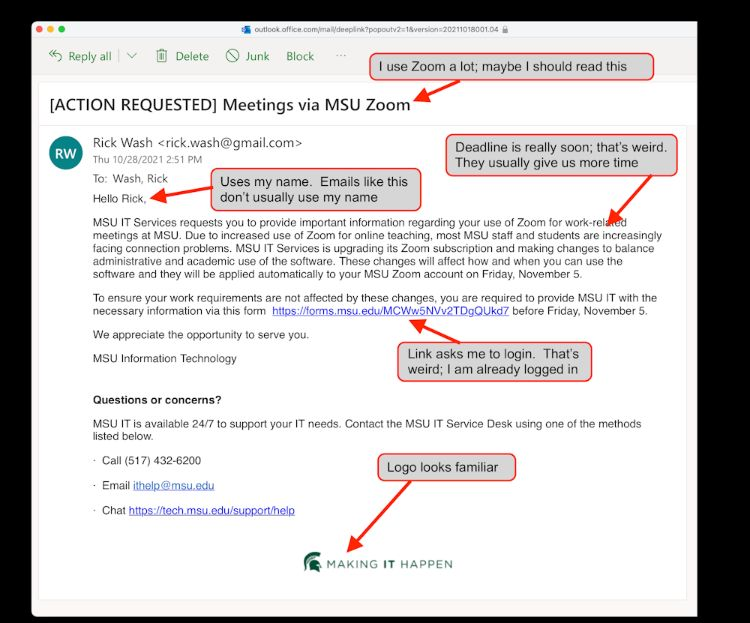 outlook.office.com/mail/deeplink?popoutv2=1&version=20211018001.04
Reply all Delete Junk Block ...
I use Zoom a lot; maybe I should read this
[ACTION REQUESTED] Meetings via MSU Zoom
RW
Rick Wash <rick.wash@gmail.com>
Thu 10/28/2021 2:51 PM
Deadline is really soon; that's weird.
They usually give us more time
To: Wash, Rick
Uses my name. Emails like this
don't usually use my name
Hello Rick,
MSU IT Services requests you to provide important information regarding your use of Zoom for work-related
meetings at MSU. Due to increased use of Zoom for online teaching, most MSU staff and students are increasingly
facing connection problems. MSU IT Services is upgrading its Zoom subscription and making changes to balance
administrative and academic use of the software. These changes will affect how and when you can use the
software and they will be applied automatically to your MSU Zoom account on Friday, November 5.
To ensure your work requirements are not affected by these changes, you are required to provide MSU IT with the
necessary information via this form https://forms.msu.edu/MCWw5NVv2TDgQUkd7 before Friday, November 5.
We appreciate the opportunity to serve you.
MSU Information Technology
Link asks me to login. That's
weird; I am already logged in
Questions or concerns?
MSU IT is available 24/7 to support your IT needs. Contact the MSU IT Service Desk using one of the methods
listed below.
· Call (517) 432-6200
· Email ithelp@msu.edu
· Chat https://tech.msu.edu/support/help
Logo looks familiar
MAKING IT HAPPEN